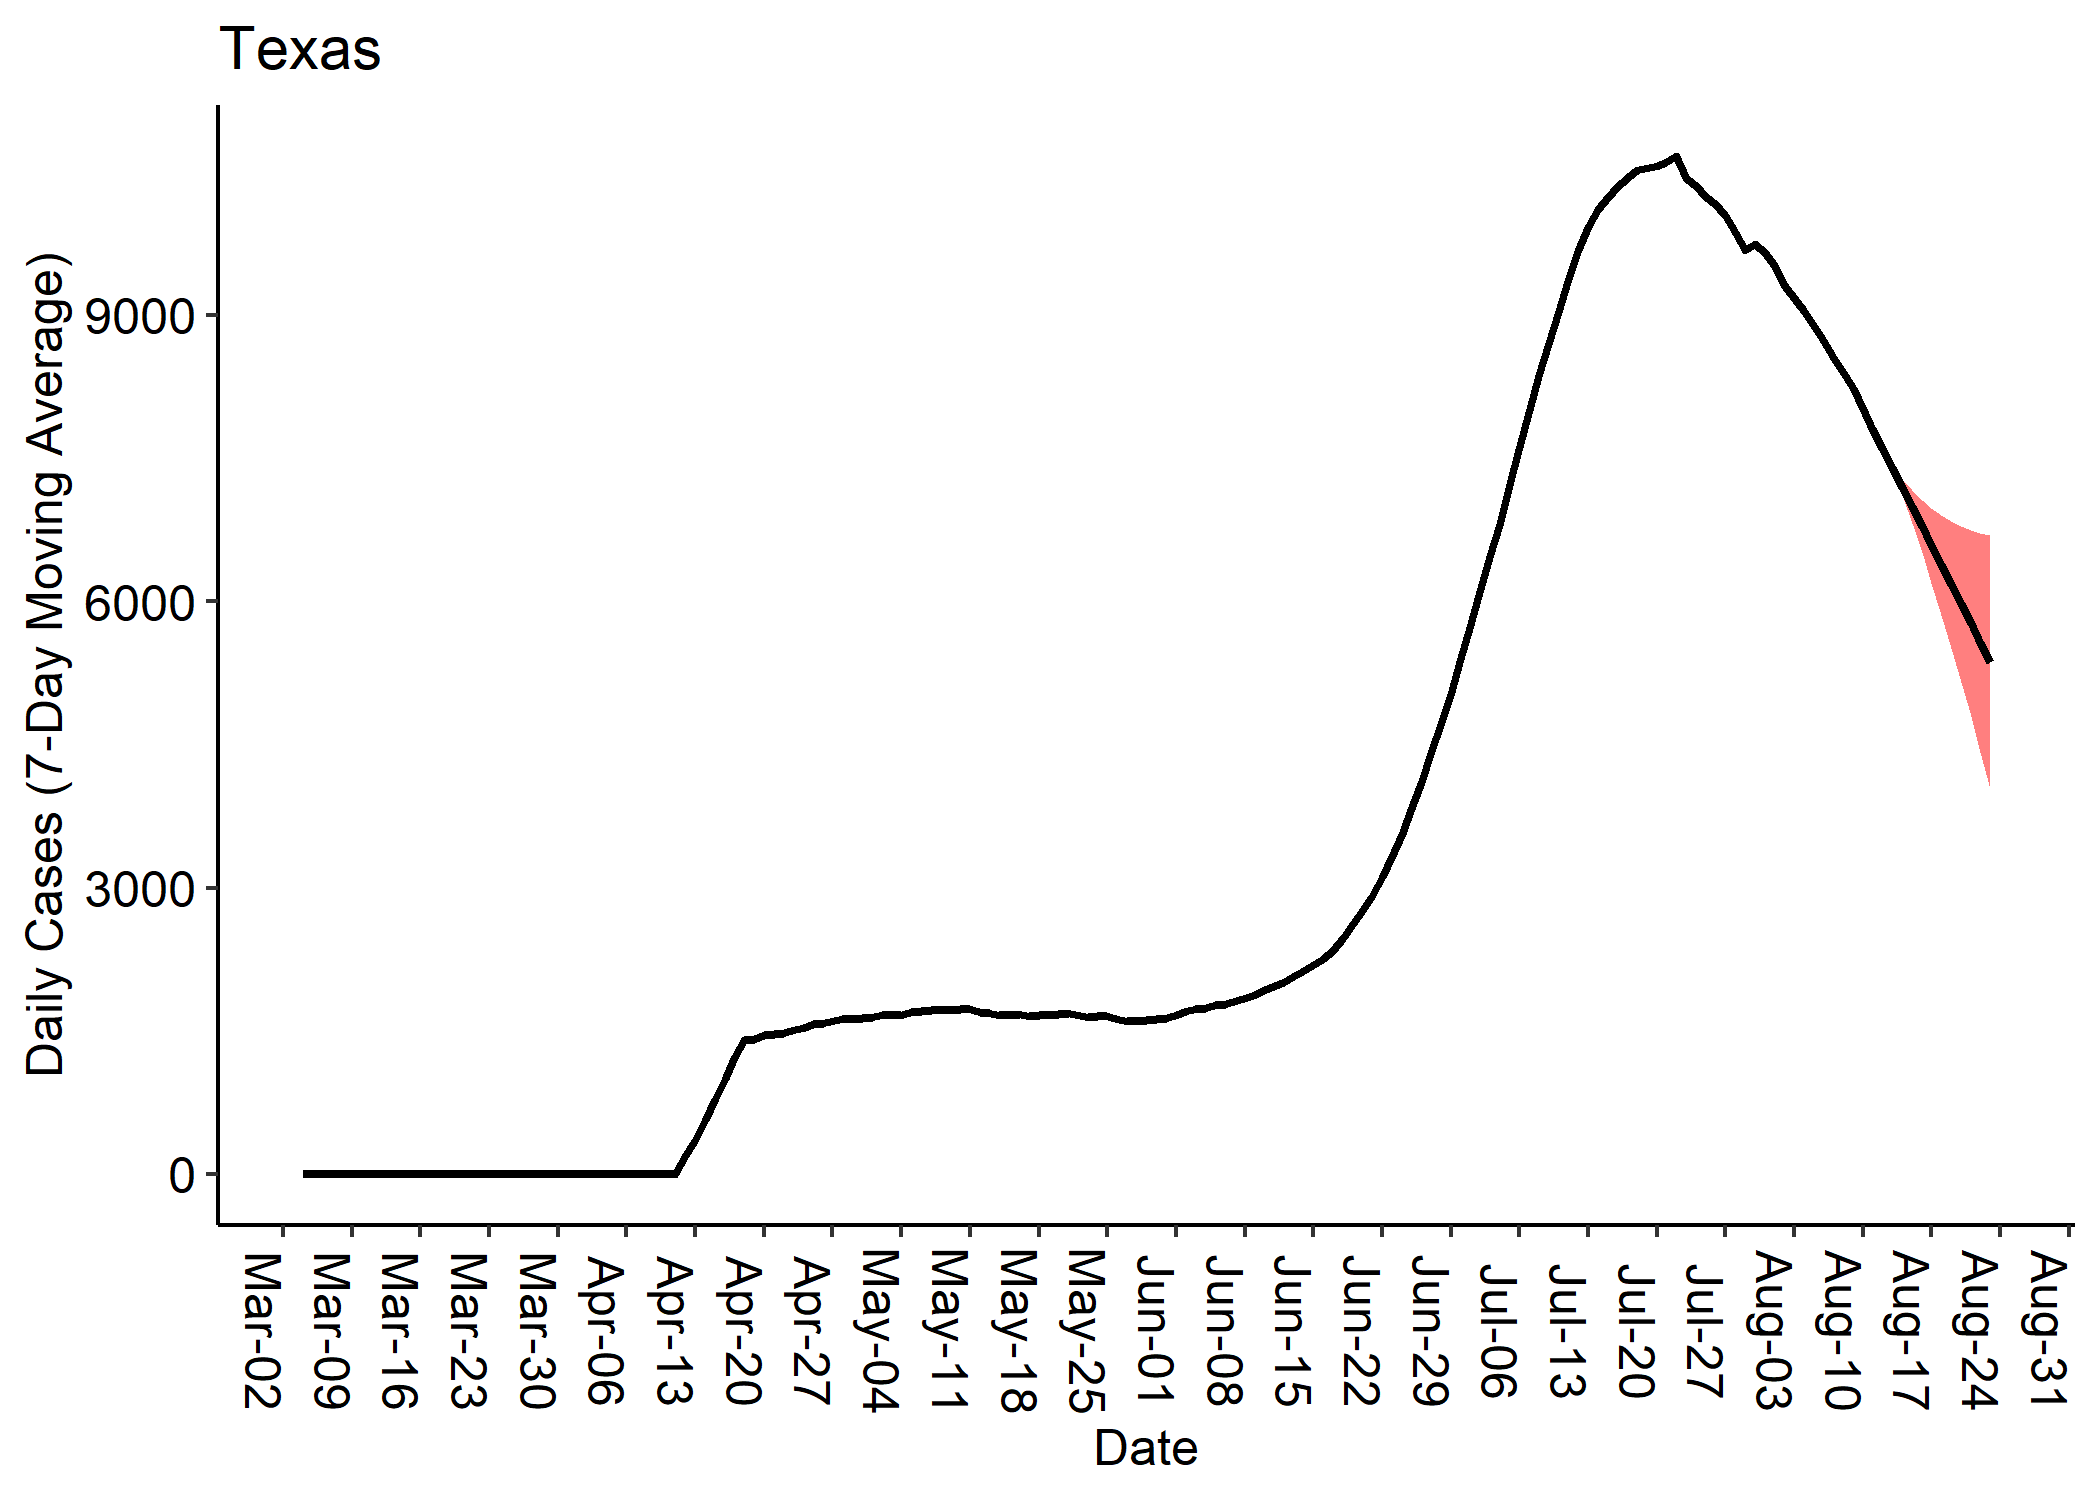 Texas
Daily Cases (7-Day Moving Average)
9000
6000
3000
0
Mar-02
Mar-09
Mar-16
Mar-23
Mar-30
Apr-06
Apr-13
Apr-20
Apr-27
May-04
May-11
May-18
May-25
Jun-01
Jun-08
Jun-15
Jun-22
Jun-29
Jul-06
Jul-13
Jul-20
Jul-27
Aug-03
Aug-10
Aug-17
Aug-24
Aug-31
Date